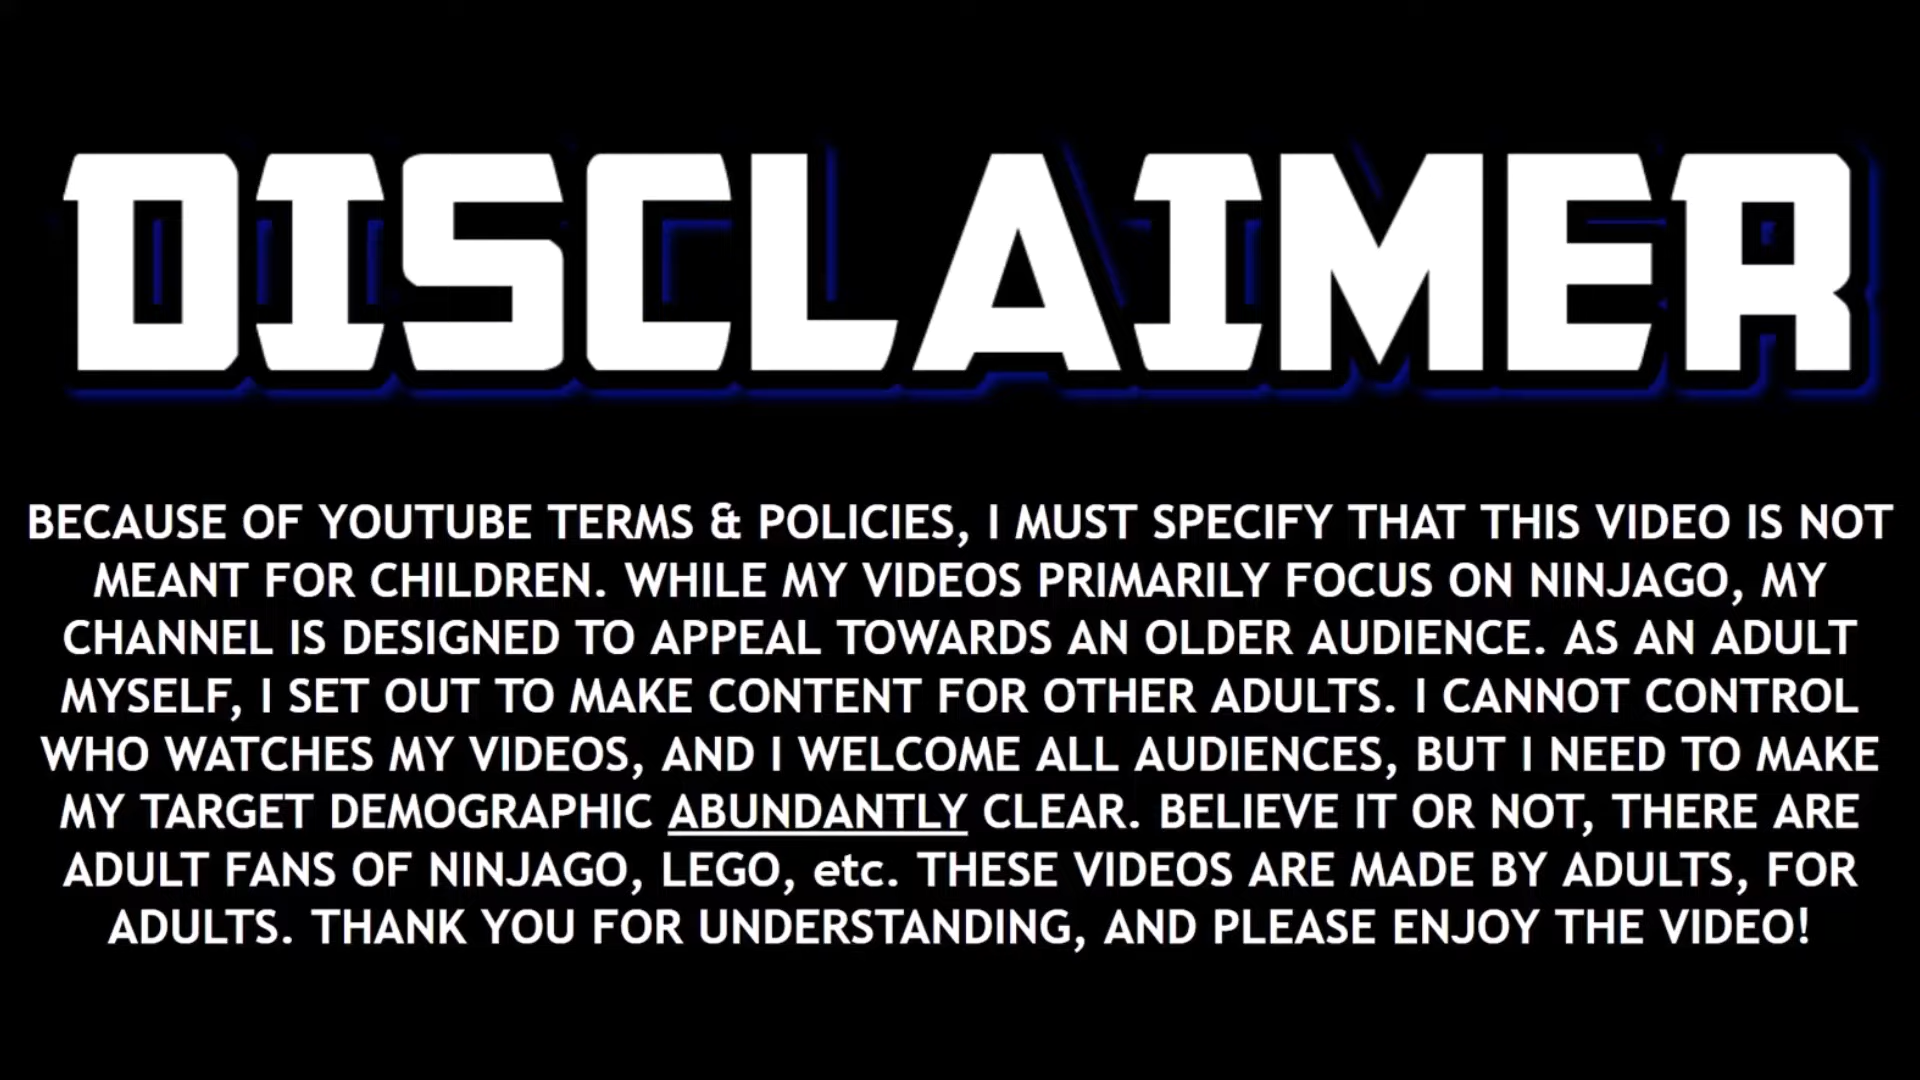 DISCLAIMER
BECAUSE OF YOUTUBE TERMS & POLICIES, I MUST SPECIFY THAT THIS VIDEO IS NOT
MEANT FOR CHILDREN. WHILE MY VIDEOS PRIMARILY FOCUS ON NINJAGO, MY
CHANNEL IS DESIGNED TO APPEAL TOWARDS AN OLDER AUDIENCE. AS AN ADULT
MYSELF, I SET OUT TO MAKE CONTENT FOR OTHER ADULTS. I CANNOT CONTROL
WHO WATCHES MY VIDEOS, AND I WELCOME ALL AUDIENCES, BUT I NEED TO MAKE
MY TARGET DEMOGRAPHIC ABUNDANTLY CLEAR. BELIEVE IT OR NOT, THERE ARE
ADULT FANS OF NINJAGO, LEGO, etc. THESE VIDEOS ARE MADE BY ADULTS, FOR
ADULTS. THANK YOU FOR UNDERSTANDING, AND PLEASE ENJOY THE VIDEO!